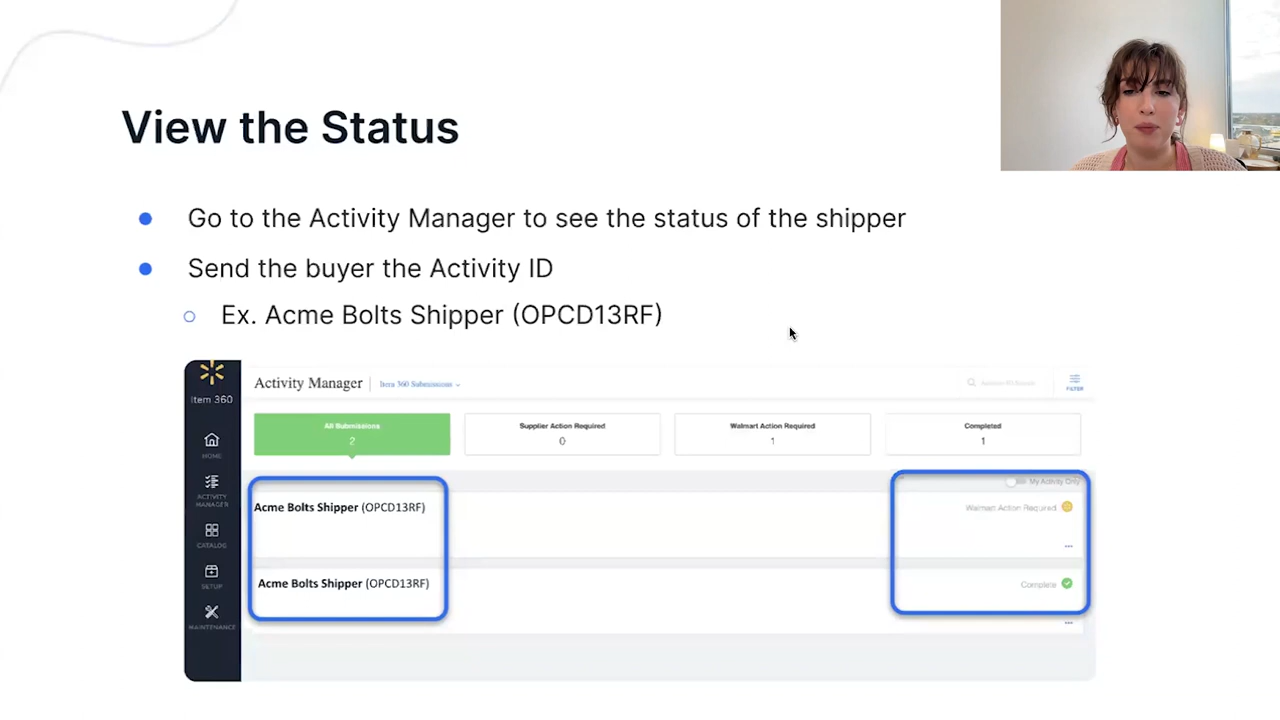 View the Status
Go to the Activity Manager to see the status of the shipper
Send the buyer the Activity ID
Ex. Acme Bolts Shipper (OPCD13RF)
Item 360
HOME
ACTIVITY
MANAGER
CATALOG
SETUP
MAINTENANCE
Activity Manager
Item 360 Submissions
FILTER
All Submissions
2
Supplier Action Required
0
Walmart Action Required
1
Completed
1
My Activity Only
Acme Bolts Shipper (OPCD13RF)
Walmart Action Required
Acme Bolts Shipper (OPCD13RF)
Complete